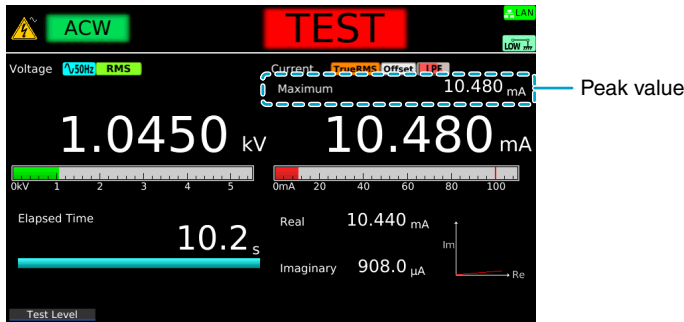 ACW
TEST
LAN
LOW
Voltage 50Hz RMS
Current TrueRMS Offset LPF
Maximum 10.480 mA
Peak value
1.0450 kV
10.480 mA
0kV 1 2 3 4 5
0mA 20 40 60 80 100
Elapsed Time
10.2 s
Real 10.440 mA
Im
Imaginary 908.0 µA
Re
Test Level